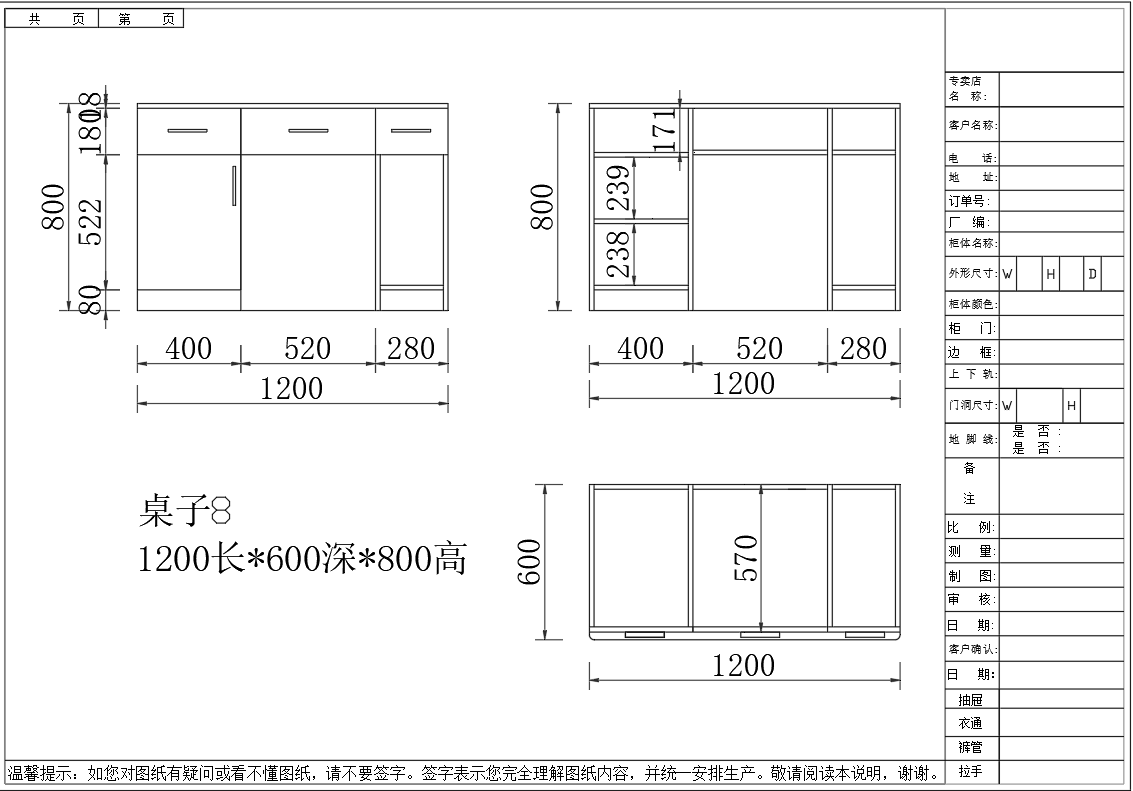 共 页 第 页
18
180
800
522
80
400 520 280
1200
171
239
800
238
400 520 280
1200
桌子8
1200长*600深*800高
600
570
1200
专卖店
名 称:
客户名称:
电 话:
地 址:
订单号:
厂 编:
柜体名称:
外形尺寸: W H D
柜体颜色:
柜 门:
边 框:
上 下 轨:
门洞尺寸: W H
地 脚 线: 是 否 :
是 否 :
备
注
比 例:
测 量:
制 图:
审 核:
日 期:
客户确认:
日 期:
抽屉
衣通
裤管
拉手
温馨提示：如您对图纸有疑问或看不懂图纸，请不要签字。签字表示您完全理解图纸内容，并统一安排生产。敬请阅读本说明，谢谢。